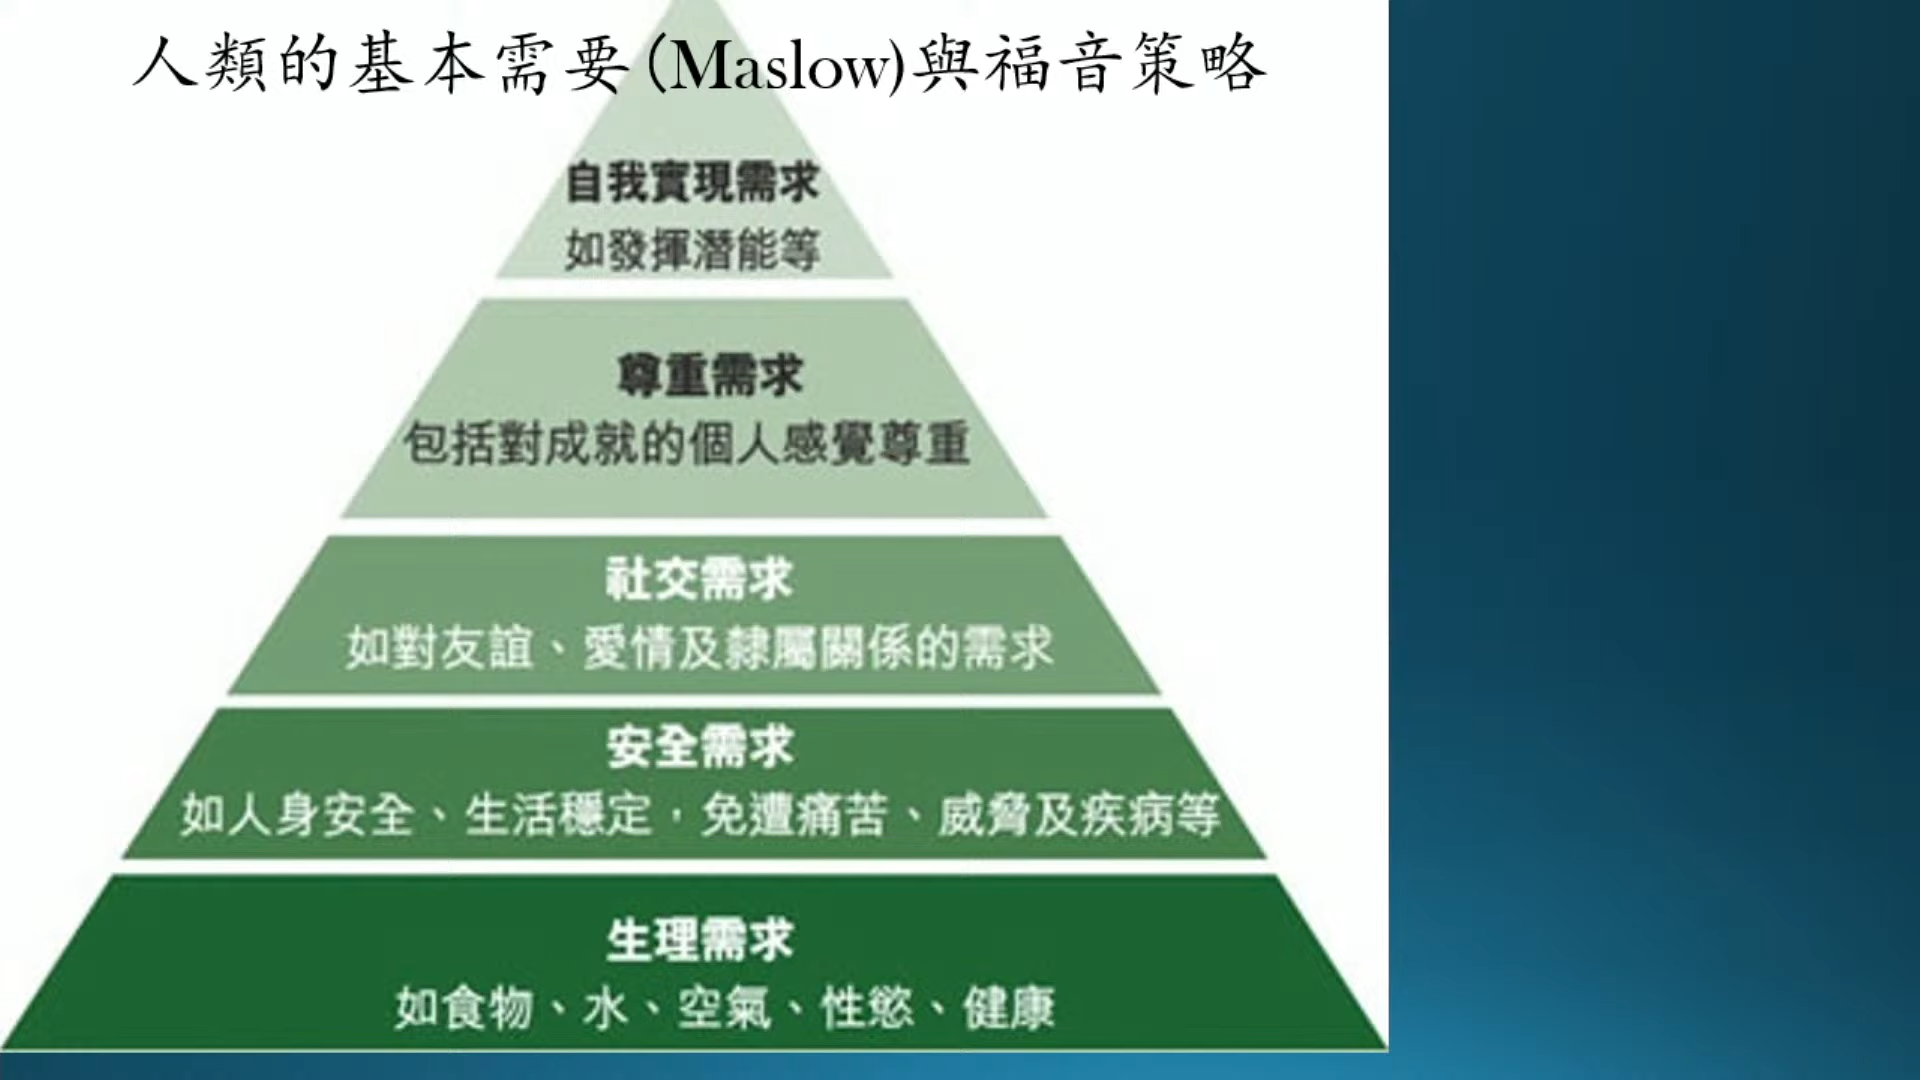 人類的基本需要(Maslow)與福音策略
自我實現需求
如發揮潛能等
尊重需求
包括對成就的個人感覺尊重
社交需求
如對友誼、愛情及隸屬關係的需求
安全需求
如人身安全、生活穩定,免遭痛苦、威脅及疾病等
生理需求
如食物、水、空氣、性慾、健康